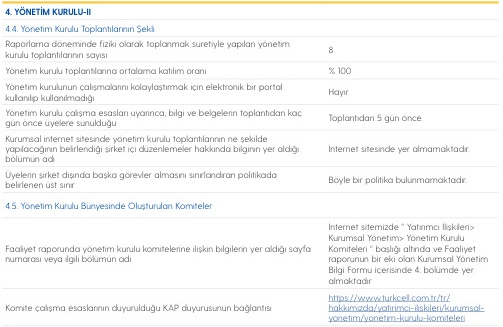 4. YÖNETİM KURULU-II
4.4. Yönetim Kurulu Toplantılarının Şekli
Raporlama döneminde fiziki olarak toplanmak suretiyle yapılan yönetim
kurulu toplantılarının sayısı
8
Yönetim kurulu toplantılarına ortalama katılım oranı
% 100
Yönetim kurulunun çalışmalarını kolaylaştırmak için elektronik bir portal
kullanılıp kullanılmadığı
Hayır
Yönetim kurulu çalışma esasları uyarınca, bilgi ve belgelerin toplantıdan kaç
gün önce üyelere sunulduğu
Toplantıdan 5 gün önce
Kurumsal internet sitesinde yönetim kurulu toplantılarının ne şekilde
yapılacağının belirlendiği şirket içi düzenlemeler hakkında bilginin yer aldığı
bölümün adı
Internet sitesinde yer almamaktadır.
Üyelerin şirket dışında başka görevler almasını sınırlandıran politikada
belirlenen üst sınır
Böyle bir politika bulunmamaktadır.
4.5. Yönetim Kurulu Bünyesinde Oluşturulan Komiteler
Faaliyet raporunda yönetim kurulu komitelerine ilişkin bilgilerin yer aldığı sayfa
numarası veya ilgili bölümün adı
İnternet sitemizde " Yatırımcı İlişkileri>
Kurumsal Yönetim> Yönetim Kurulu
Komiteleri " başlığı altında ve Faaliyet
raporunun bir eki olan Kurumsal Yönetim
Bilgi Formu içerisinde 4. bölümde yer
almaktadır
Komite çalışma esaslarının duyurulduğu KAP duyurusunun bağlantısı
https://www.turkcell.com.tr/tr/
hakkimizda/yatirimci-iliskileri/kurumsal-
yonetim/yonetim-kurulu-komiteleri